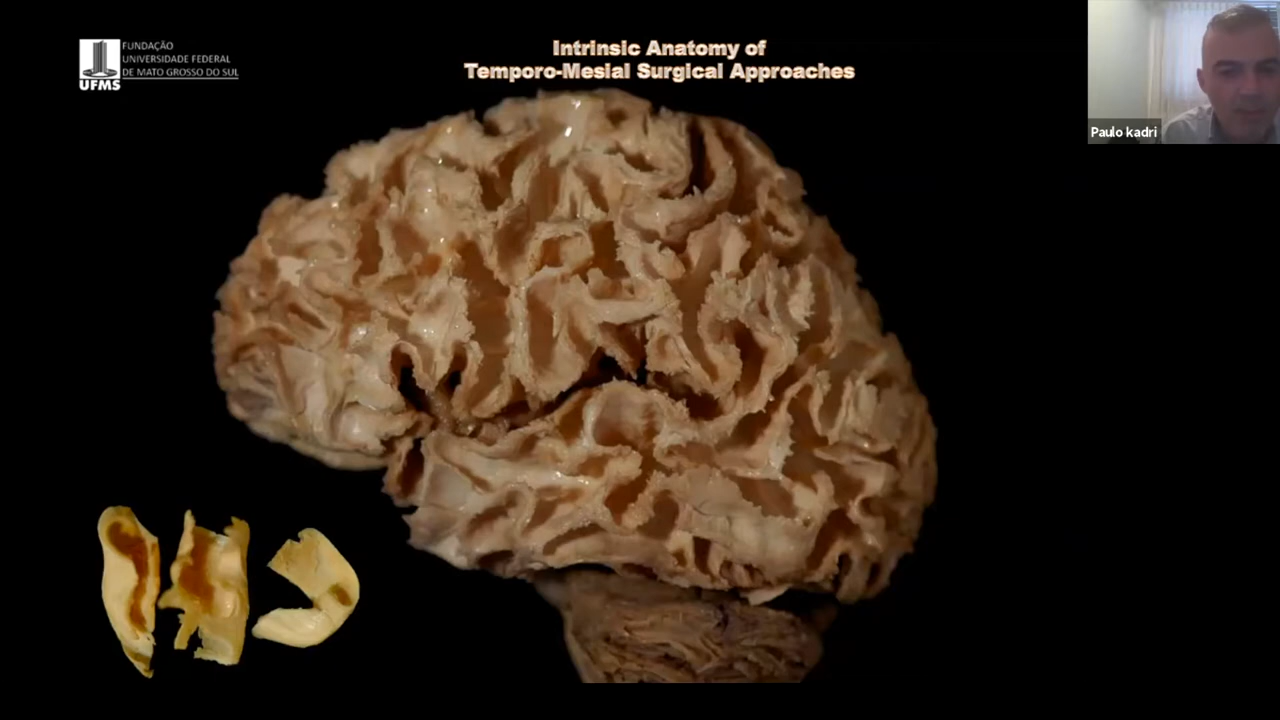 FUNDAÇÃO
UNIVERSIDADE FEDERAL
DE MATO GROSSO DO SUL
UFMS
Intrinsic Anatomy of
Temporo-Mesial Surgical Approaches
Paulo kadri